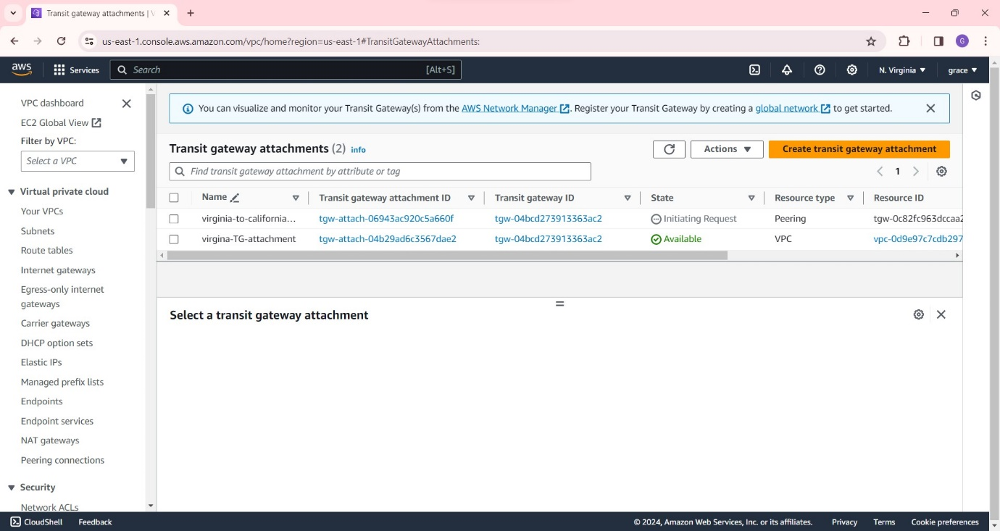 Transit gateway attachments | V
us-east-1.console.aws.amazon.com/vpc/home?region=us-east-1#TransitGatewayAttachments:
G
aws
Services
Search
[Alt+S]
N. Virginia
grace
VPC dashboard
EC2 Global View
Filter by VPC:
Select a VPC
Virtual private cloud
Your VPCs
Subnets
Route tables
Internet gateways
Egress-only internet
gateways
Carrier gateways
DHCP option sets
Elastic IPs
Managed prefix lists
Endpoints
Endpoint services
NAT gateways
Peering connections
Security
Network ACLs
You can visualize and monitor your Transit Gateway(s) from the AWS Network Manager. Register your Transit Gateway by creating a global network to get started.
Transit gateway attachments (2) info
Actions
Create transit gateway attachment
Find transit gateway attachment by attribute or tag
1
Name Transit gateway attachment ID Transit gateway ID State Resource type Resource ID
virginia-to-california... tgw-attach-06943ac920c5a660f tgw-04bcd273913363ac2 Initiating Request Peering tgw-0c82fc963dccaa2
virgina-TG-attachment tgw-attach-04b29ad6c3567dae2 tgw-04bcd273913363ac2 Available VPC vpc-0d9e97c7cdb297
Select a transit gateway attachment
CloudShell
Feedback
© 2024, Amazon Web Services, Inc. or its affiliates.
Privacy
Terms
Cookie preferences